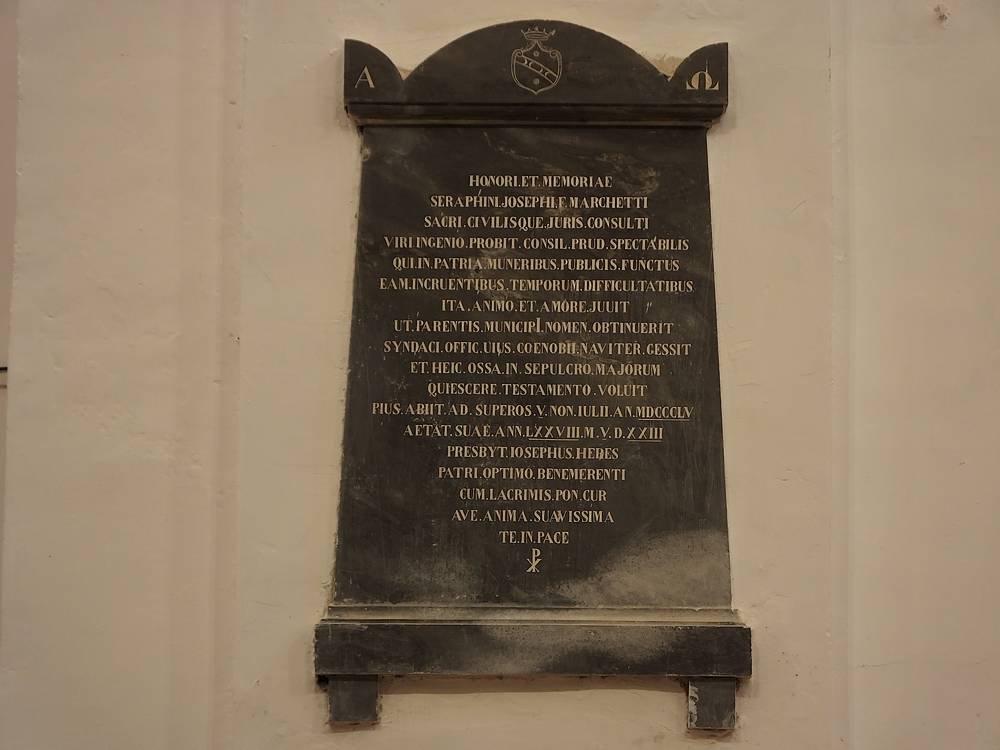 A Ω
HONORI.ET.MEMORIAE
SERAPHINI.JOSEPHI.F.MARCHETTI
SACRI.CIVILISQUE.JURIS.CONSULTI
VIRI INGENIO.PROBIT.CONSIL.PRUD.SPECTABILIS
QUI.IN.PATRIA.MUNERIBUS.PUBLICIS.FUNCTUS
EAM.INCRUENTIBUS.TEMPORUM.DIFFICULTATIBUS
ITA.ANIMO.ET.AMORE.JUUIT
UT.PARENTIS.MUNICIPI.NOMEN.OBTINUERIT
SYNDACI.OFFIC.UIUS.COENOBII.NAVITER.GESSIT
ET.HEIC.OSSA.IN.SEPULCRO.MAJORUM
QUIESCERE.TESTAMENTO.VOLUIT
PIUS.ABIIT.AD.SUPEROS.V.NON.IULII.AN.MDCCCLV
AETAT.SUAE.ANN.LXXVIII.M.V.D.XXIII
PRESBYT.IOSEPHUS.HERES
PATRI.OPTIMO.BENEMERENTI
CUM.LACRIMIS.PON.CUR
AVE.ANIMA.SUAVISSIMA
TE.IN.PACE
☧